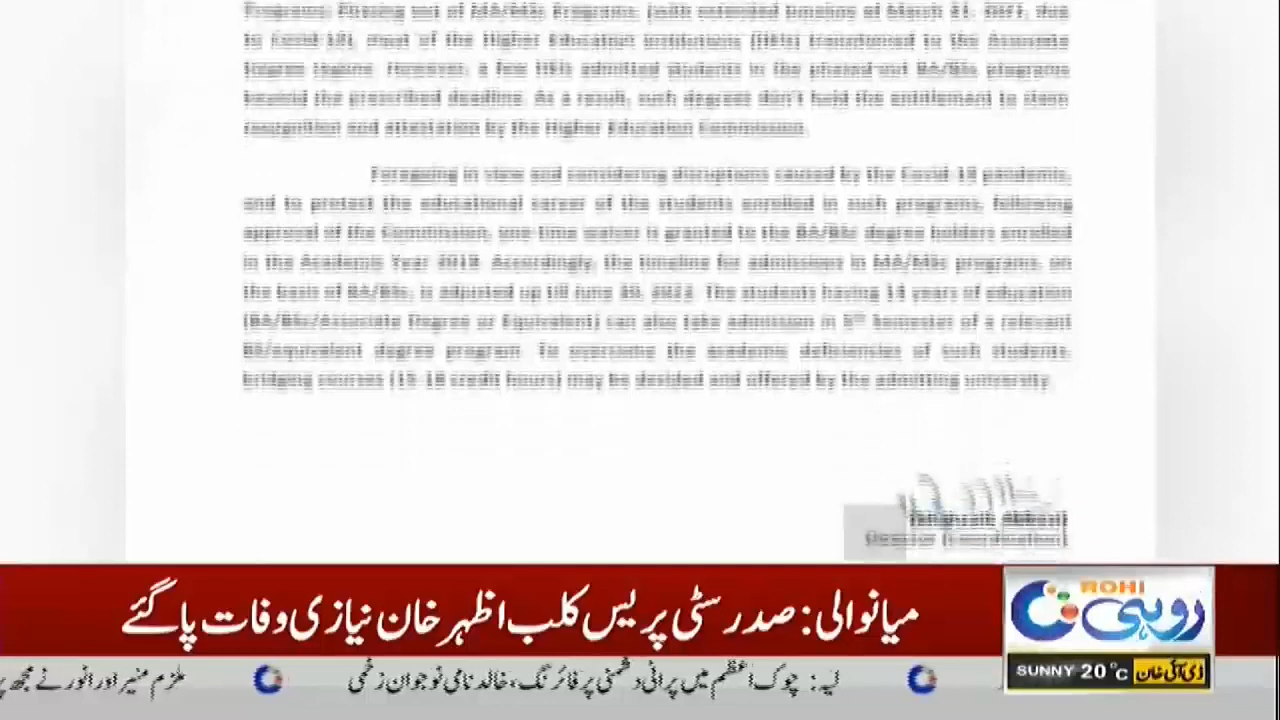 Programs. Phasing out of MA/MSc Programs, (with extended timeline of March 31, 2021, due
to Covid-19), most of the Higher Education Institutions (HEIs) transitioned to the Associate
Degree regime. However, a few HEIs admitted students in the phased out BA/BSc programs
beyond the prescribed deadline. As a result, such degrees don't hold the entitlement to claim
recognition and attestation by the Higher Education Commission.
Foregoing in view and considering disruptions caused by the Covid-19 pandemic,
and to protect the educational career of the students enrolled in such programs, following
approval of the Commission, one-time waiver is granted to the BA/BSc degree holders enrolled
in the Academic Year 2019. Accordingly, the timeline for admissions in MA/MSc programs, on
the basis of BA/BSc, is adjusted up till June 30, 2022. The students having 14 years of education
(BA/BSc/Associate Degree or Equivalent) can also take admission in 5th Semester of a relevant
BS/equivalent degree program. To overcome the academic deficiencies of such students,
bridging courses (15-18 credit hours) may be decided and offered by the admitting university.
میانوالی: صدر سٹی پریس کلب اظہر خان نیازی وفات پا گئے
ROHI
روہی
SUNNY 20°C ڈی آئی خان
لیہ: چوک اعظم میں پرانی دشمنی پر فائرنگ، خالد نامی نوجوان زخمی
ملزم منیر اور انور نے مجھ پر